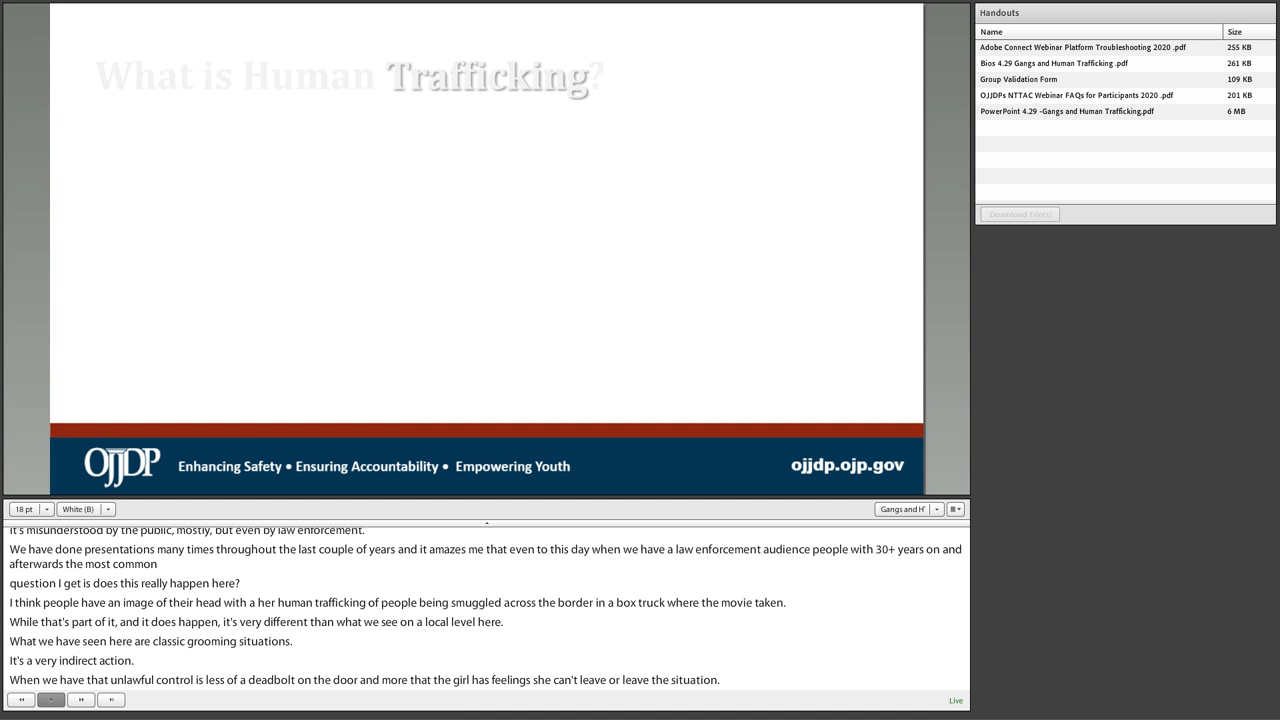 What is Human Trafficking?
OJJDP
Enhancing Safety • Ensuring Accountability • Empowering Youth
ojjdp.ojp.gov
Handouts
Name Size
Adobe Connect Webinar Platform Troubleshooting 2020 .pdf 255 KB
Bios 4.29 Gangs and Human Trafficking .pdf 261 KB
Group Validation Form 109 KB
OJJDPs NTTAC Webinar FAQs for Participants 2020 .pdf 201 KB
PowerPoint 4.29 -Gangs and Human Trafficking.pdf 6 MB
Download File(s)
18 pt White (B) Gangs and H'
it's misunderstood by the public, mostly, but even by law enforcement.
We have done presentations many times throughout the last couple of years and it amazes me that even to this day when we have a law enforcement audience people with 30+ years on and
afterwards the most common
question I get is does this really happen here?
I think people have an image of their head with a her human trafficking of people being smuggled across the border in a box truck where the movie taken.
While that's part of it, and it does happen, it's very different than what we see on a local level here.
What we have seen here are classic grooming situations.
It's a very indirect action.
When we have that unlawful control is less of a deadbolt on the door and more that the girl has feelings she can't leave or leave the situation.
Live